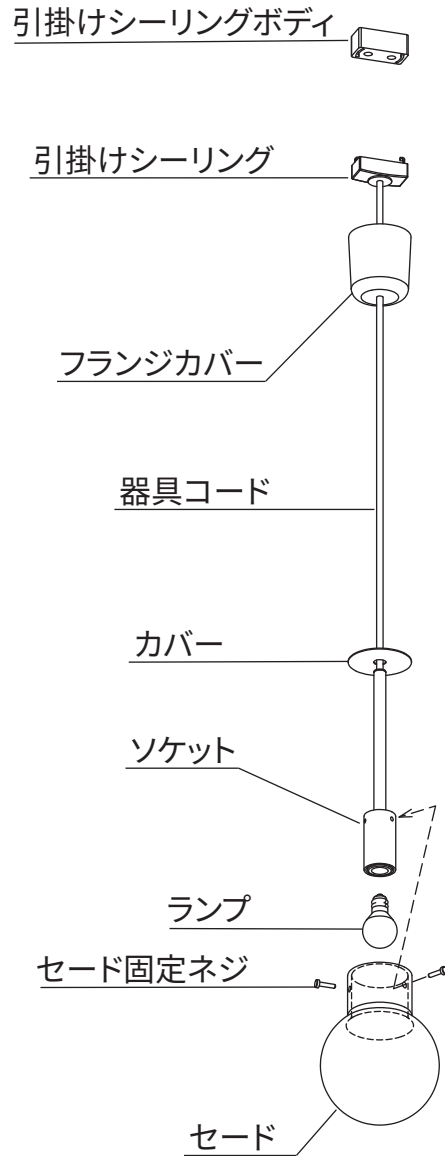 引掛けシーリングボディ
引掛けシーリング
フランジカバー
器具コード
カバー
ソケット
ランプ
セード固定ネジ
セード